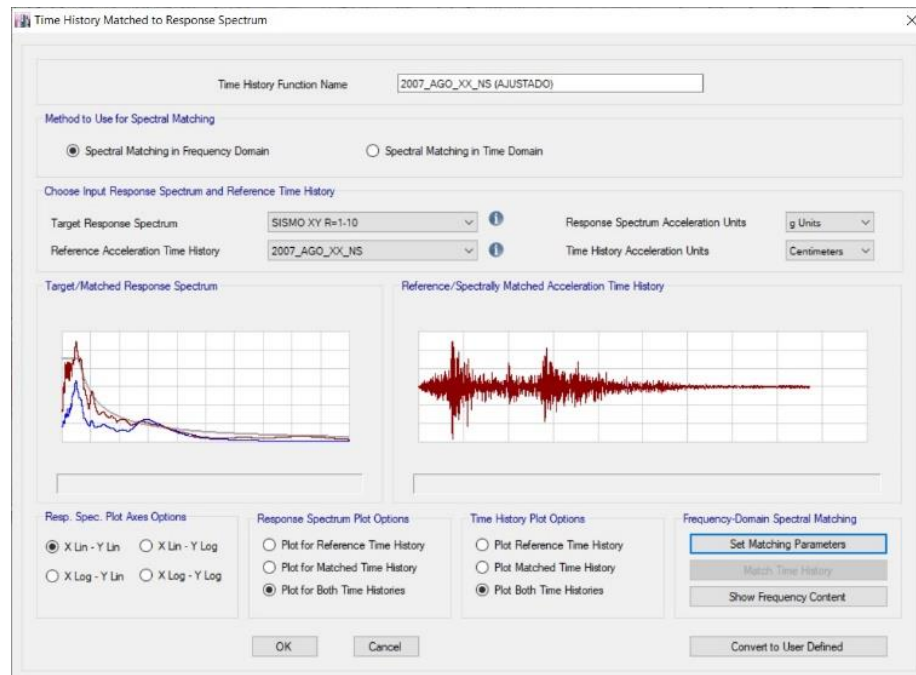 Time History Matched to Response Spectrum
Time History Function Name
2007_AGO_XX_NS (AJUSTADO)
Method to Use for Spectral Matching
Spectral Matching in Frequency Domain
Spectral Matching in Time Domain
Choose Input Response Spectrum and Reference Time History
Target Response Spectrum
SISMO XY R=1-10
Response Spectrum Acceleration Units
g Units
Reference Acceleration Time History
2007_AGO_XX_NS
Time History Acceleration Units
Centimeters
Target/Matched Response Spectrum
Reference/Spectrally Matched Acceleration Time History
Resp. Spec. Plot Axes Options
X Lin - Y Lin
X Lin - Y Log
X Log - Y Lin
X Log - Y Log
Response Spectrum Plot Options
Plot for Reference Time History
Plot for Matched Time History
Plot for Both Time Histories
Time History Plot Options
Plot Reference Time History
Plot Matched Time History
Plot Both Time Histories
Frequency-Domain Spectral Matching
Set Matching Parameters
Match Time History
Show Frequency Content
OK
Cancel
Convert to User Defined